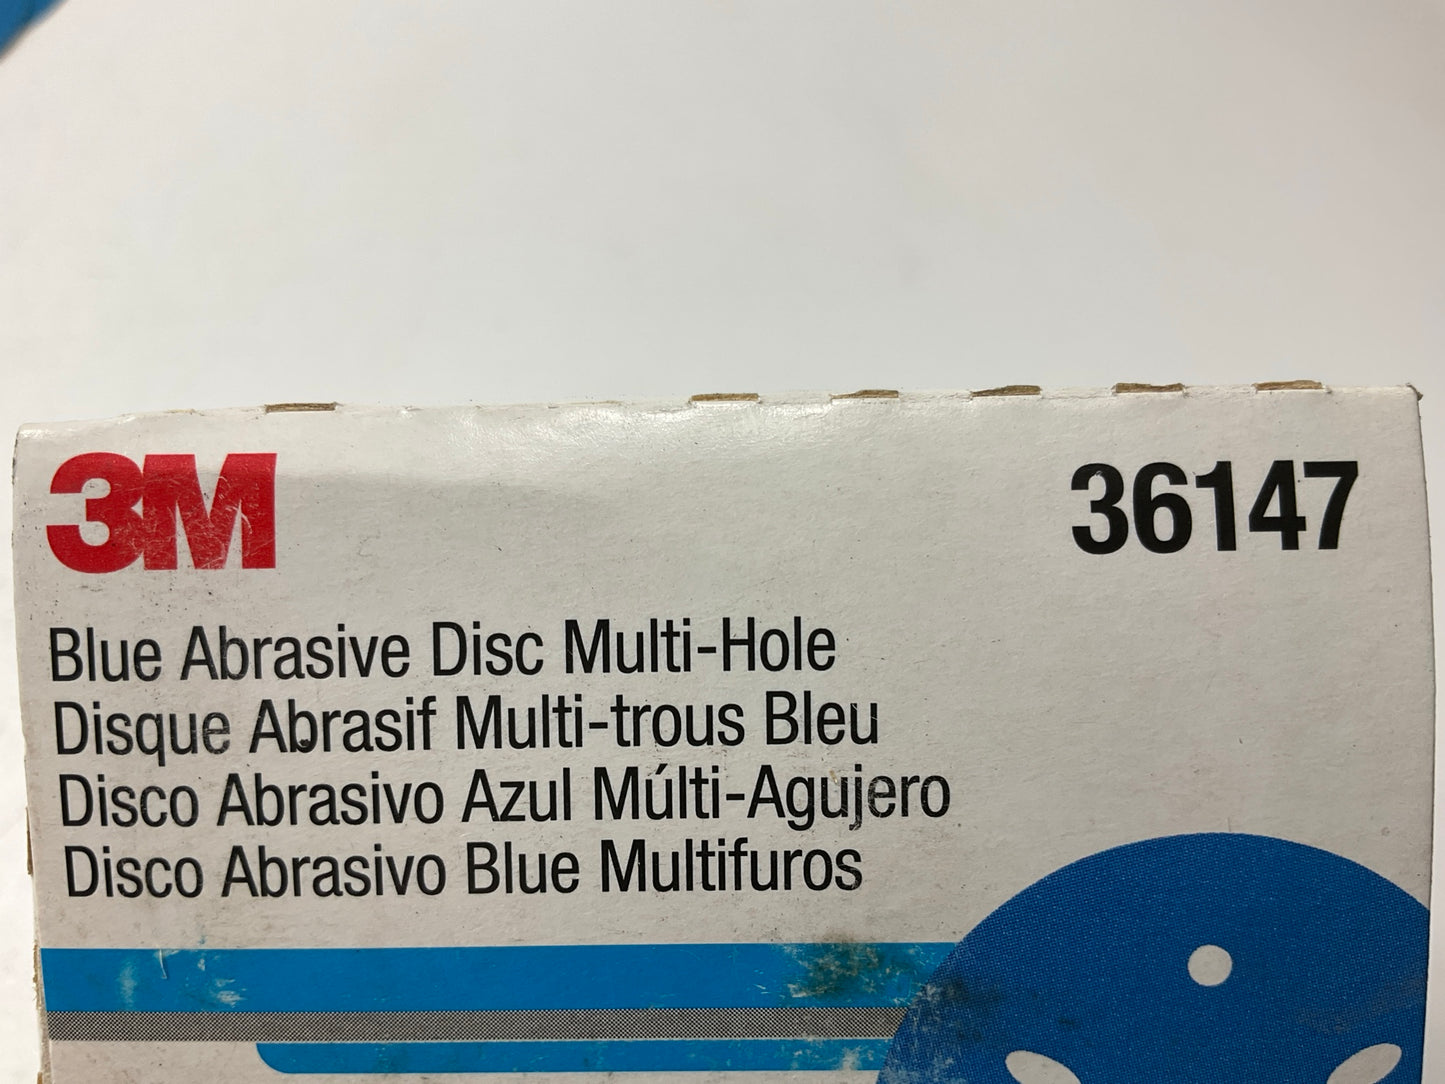 3M
36147
Blue Abrasive Disc Multi-Hole
Disque Abrasif Multi-trous Bleu
Disco Abrasivo Azul Múlti-Agujero
Disco Abrasivo Blue Multifuros